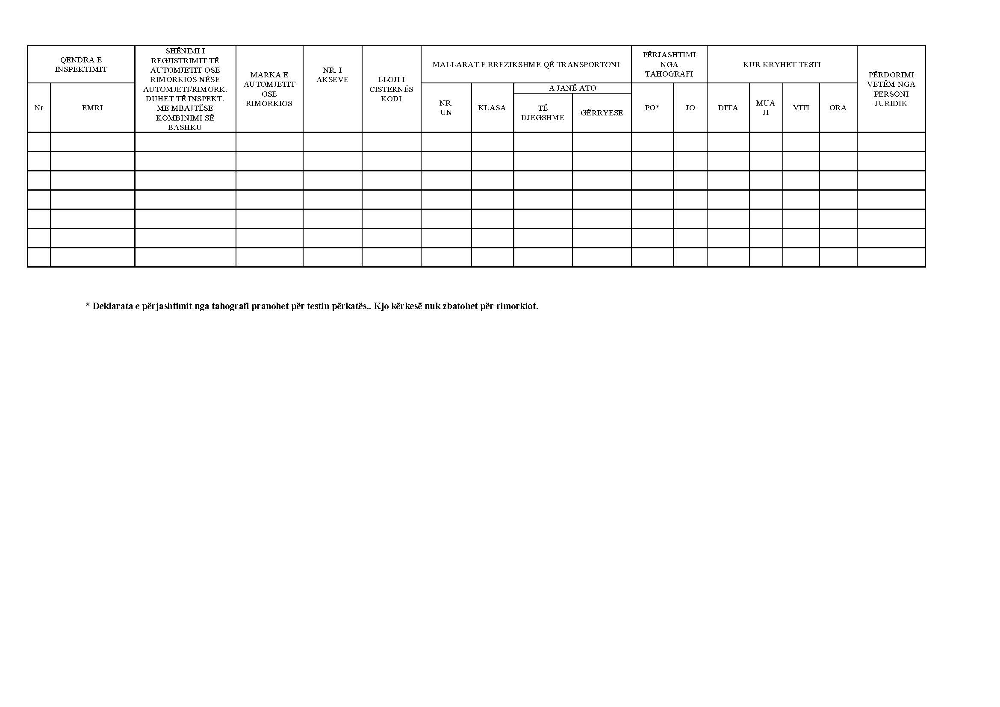 QENDRA E
INSPEKTIMIT
SHËNIMI I
REGJISTRIMIT TË
AUTOMJETIT OSE
RIMORKIOS NËSE
AUTOMJETI/RIMORK.
DUHET TË INSPEKT.
ME MBAJTËSE
KOMBINIMI SË
BASHKU
MARKA E
AUTOMJETIT
OSE
RIMORKIOS
NR. I
AKSEVE
LLOJI I
CISTERNËS
KODI
MALLARAT E RREZIKSHME QË TRANSPORTONI
PËRJASHTIMI
NGA
TAHOGRAFI
KUR KRYHET TESTI
PËRDORIMI
VETËM NGA
PERSONI
JURIDIK
Nr
EMRI
NR.
UN
KLASA
A JANË ATO
TË
DJEGSHME
GËRRYESE
PO*
JO
DITA
MUA
JI
VITI
ORA
* Deklarata e përjashtimit nga tahografi pranohet për testin përkatës.. Kjo kërkesë nuk zbatohet për rimorkiot.